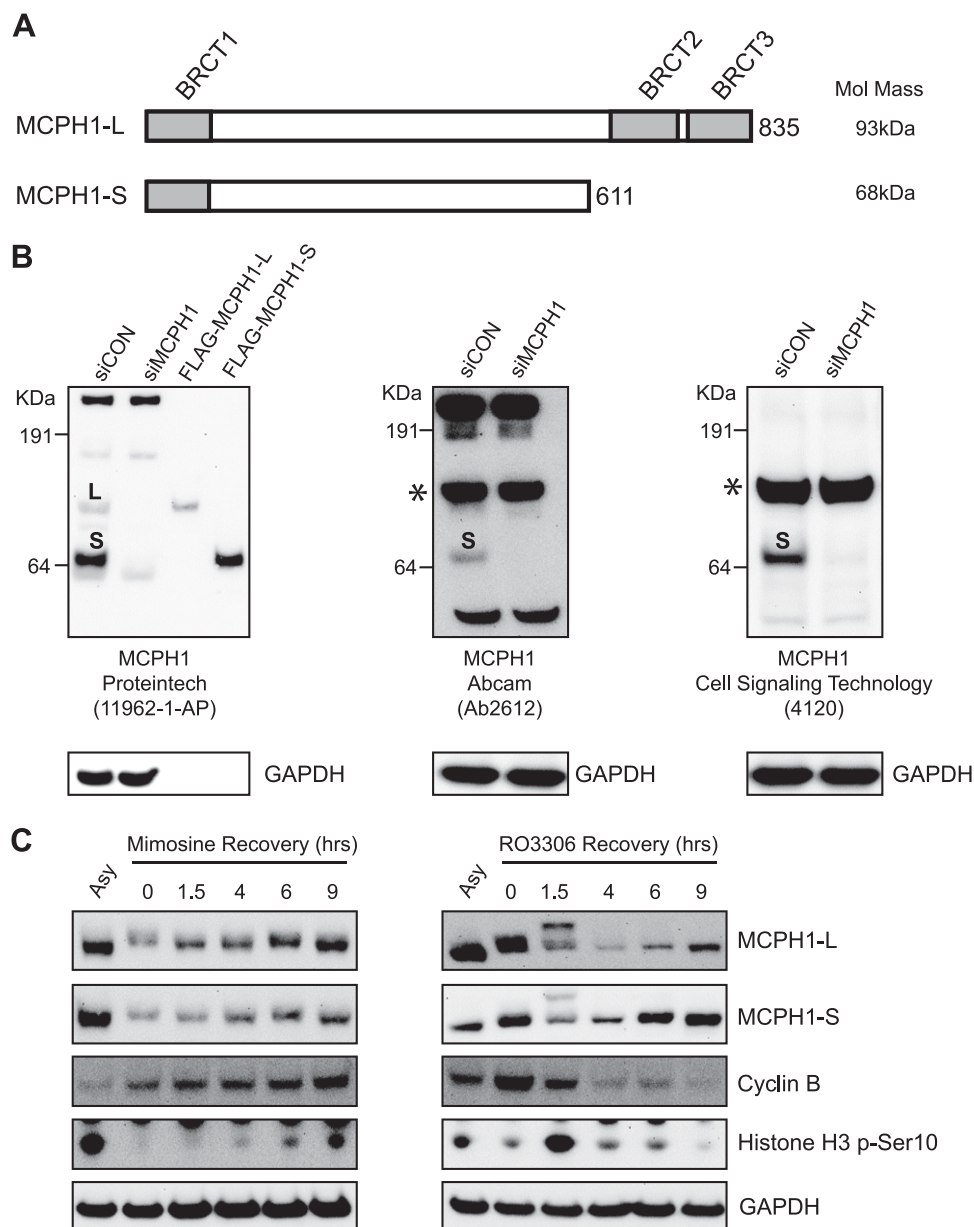 A
BRCT1
BRCT2
BRCT3
Mol Mass
MCPH1-L
835
93kDa
MCPH1-S
611
68kDa
B
siCON
siMCPH1
FLAG-MCPH1-L
FLAG-MCPH1-S
KDa
191
L
S
64
MCPH1
Proteintech
(11962-1-AP)
GAPDH
siCON
siMCPH1
KDa
191
*
S
64
MCPH1
Abcam
(Ab2612)
GAPDH
siCON
siMCPH1
KDa
191
*
S
64
MCPH1
Cell Signaling Technology
(4120)
GAPDH
C
Mimosine Recovery (hrs)
Asy 0 1.5 4 6 9
RO3306 Recovery (hrs)
Asy 0 1.5 4 6 9
MCPH1-L
MCPH1-S
Cyclin B
Histone H3 p-Ser10
GAPDH